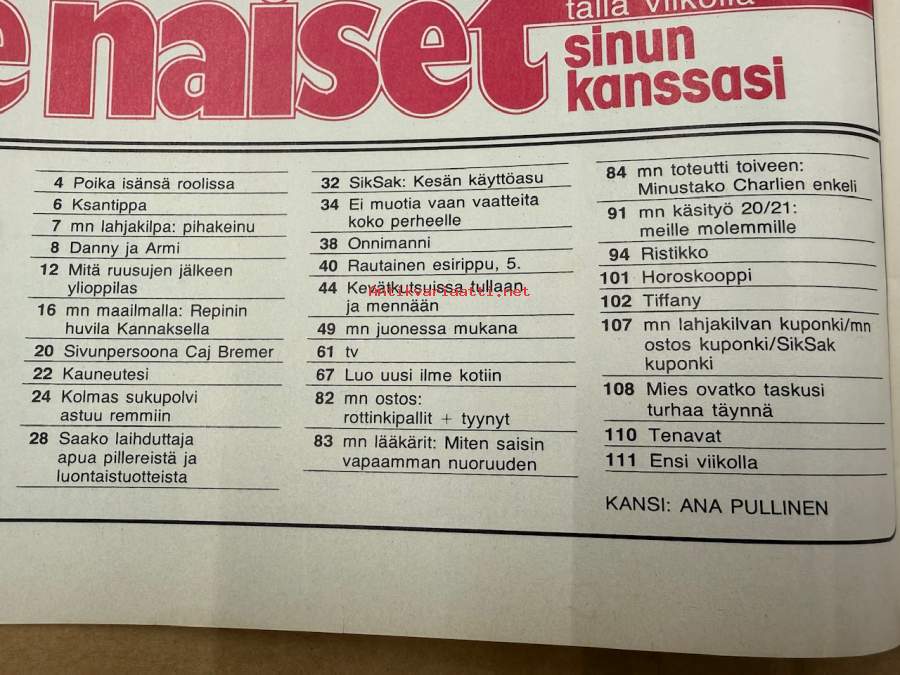 e naiset
tällä viikolla
sinun
kanssasi
4 Poika isänsä roolissa
6 Ksantippa
7 mn lahjakilpa: pihakeinu
8 Danny ja Armi
12 Mitä ruusujen jälkeen
ylioppilas
16 mn maailmalla: Repinin
huvila Kannaksella
20 Sivunpersoona Caj Bremer
22 Kauneutesi
24 Kolmas sukupolvi
astuu remmiin
28 Saako laihduttaja
apua pillereistä ja
luontaistuotteista
32 SikSak: Kesän käyttöasu
34 Ei muotia vaan vaatteita
koko perheelle
38 Onnimanni
40 Rautainen esirippu, 5.
44 Kevätkutsuissa tullaan
ja mennään
Antikvariaatti.net
49 mn juonessa mukana
61 tv
67 Luo uusi ilme kotiin
82 mn ostos:
rottinkipallit + tyynyt
83 mn lääkärit: Miten saisin
vapaamman nuoruuden
84 mn toteutti toiveen:
Minustako Charlien enkeli
91 mn käsityö 20/21:
meille molemmille
94 Ristikko
101 Horoskooppi
102 Tiffany
107 mn lahjakilvan kuponki/mn
ostos kuponki/SikSak
kuponki
108 Mies ovatko taskusi
turhaa täynnä
110 Tenavat
111 Ensi viikolla
KANSI: ANA PULLINEN